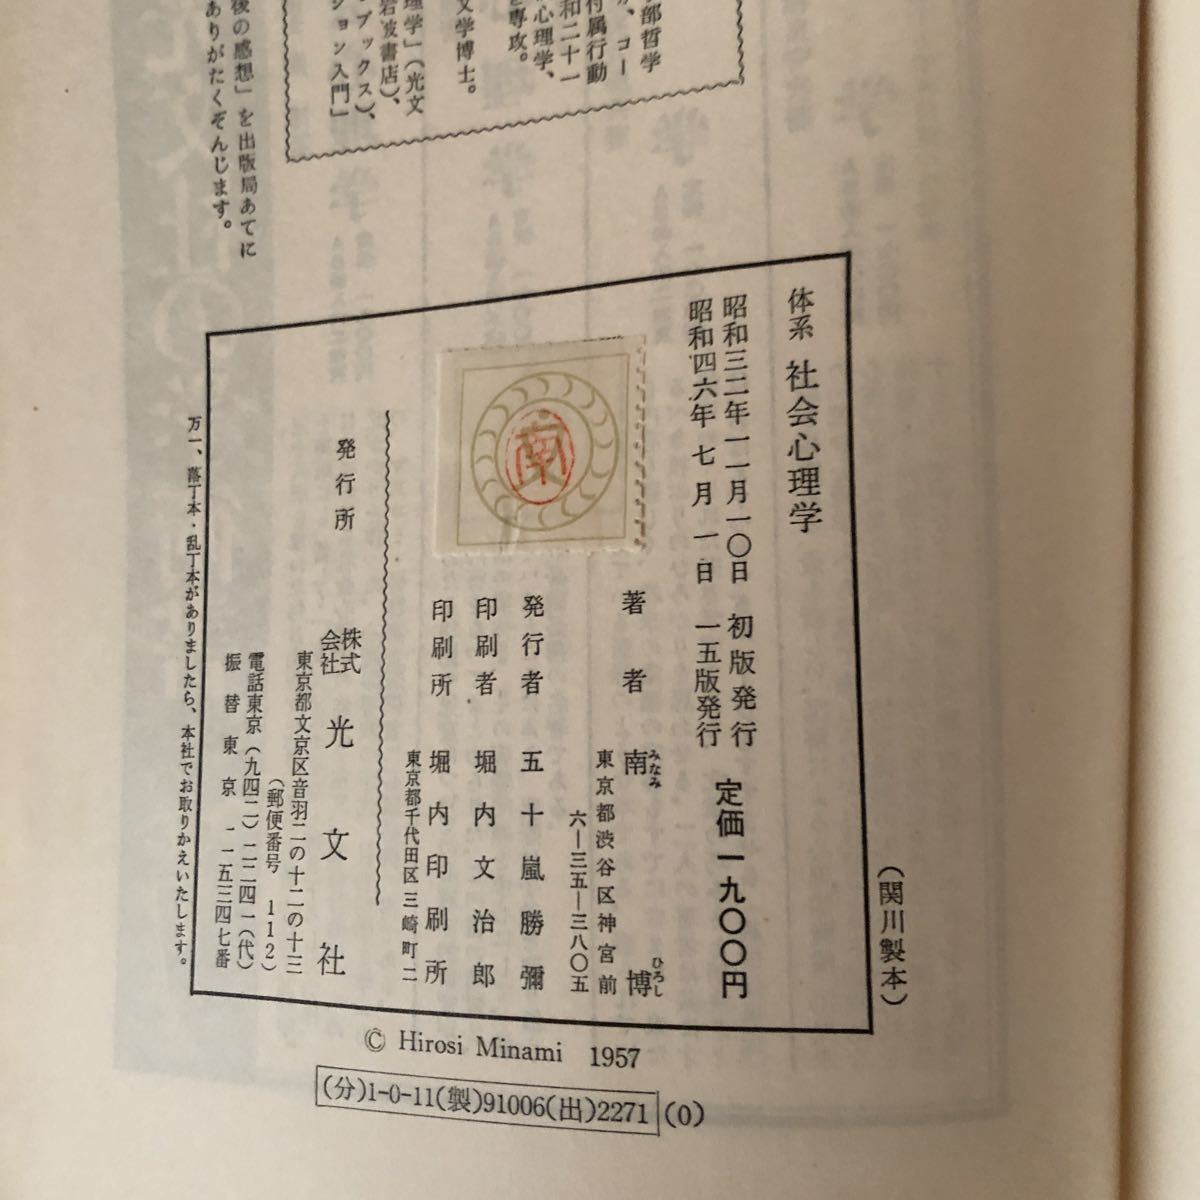 学部哲学
、コー
付属行動
和二十一
心理学、
と専攻。
文学博士。
理学」(光文
岩波書店)、
・ブックス)、
ション入門」
後の感想」を出版局あてに
ありがたくぞんじます。
(関川製本)
体系 社会心理学
昭和三二年一一月一〇日 初版発行
昭和四六年 七月 一日 一五版発行
定価一九〇〇円
著者 南 博
みなみ ひろし
東京都渋谷区神宮前
六―三五―三八〇五
発行者 五十嵐勝彌
印刷者 堀内文治郎
印刷所 堀内印刷所
東京都千代田区三崎町二
南
発行所 株式会社 光文社
東京都文京区音羽二の十二の十三
(郵便番号 112)
電話東京(九四二)二二四一(代)
振替東京 一一五三四七番
万一、落丁本・乱丁本がありましたら、本社でお取りかえいたします。
© Hirosi Minami 1957
(分)1-0-11(製)91006(出)2271(0)